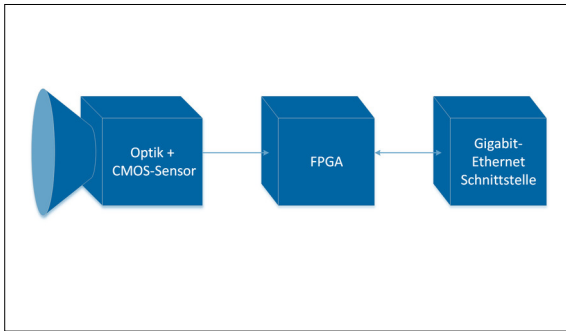 Optik +
CMOS-Sensor
FPGA
Gigabit-
Ethernet
Schnittstelle